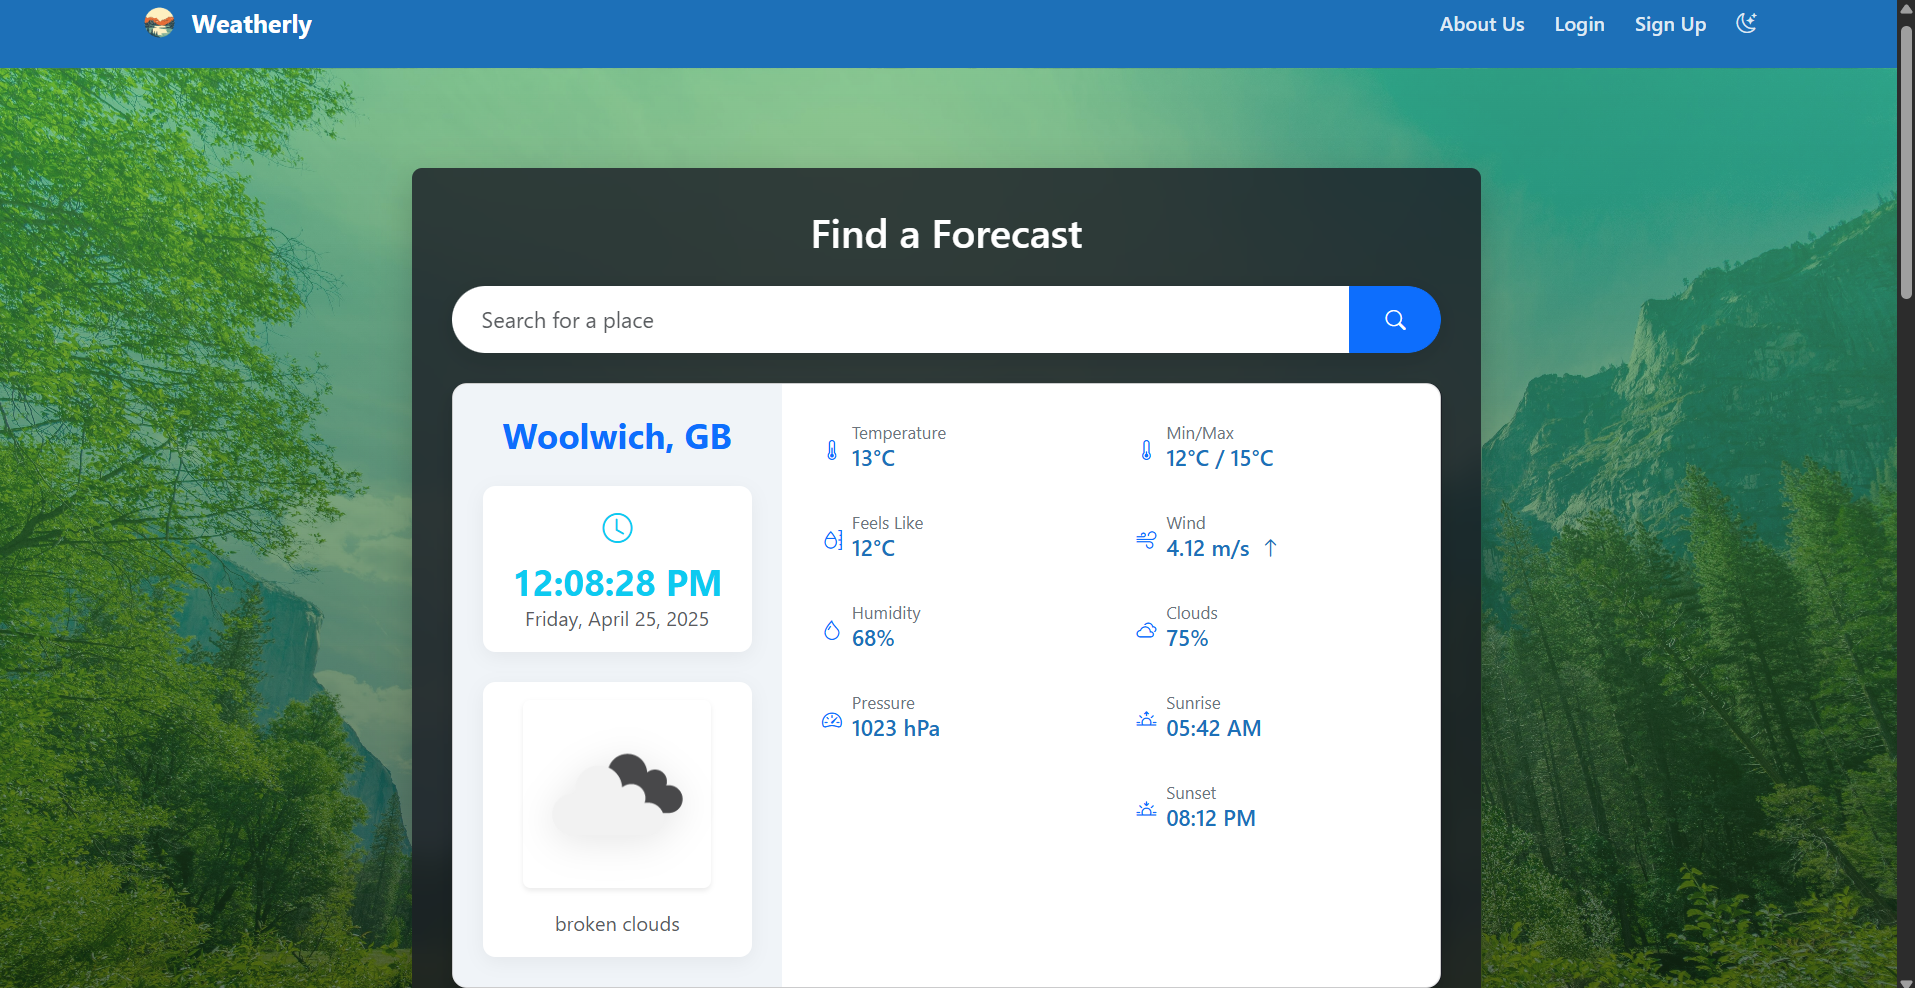 Weatherly
About Us
Login
Sign Up
Find a Forecast
Search for a place
Woolwich, GB
12:08:28 PM
Friday, April 25, 2025
broken clouds
Temperature
13°C
Feels Like
12°C
Humidity
68%
Pressure
1023 hPa
Min/Max
12°C / 15°C
Wind
4.12 m/s ↑
Clouds
75%
Sunrise
05:42 AM
Sunset
08:12 PM